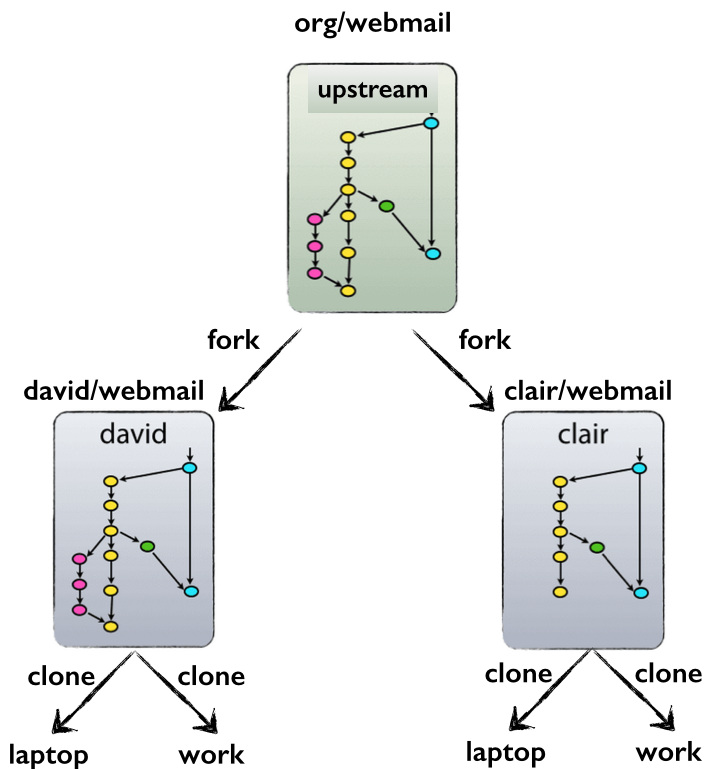 org/webmail
upstream
fork fork
david/webmail clair/webmail
david clair
clone clone clone clone
laptop work laptop work